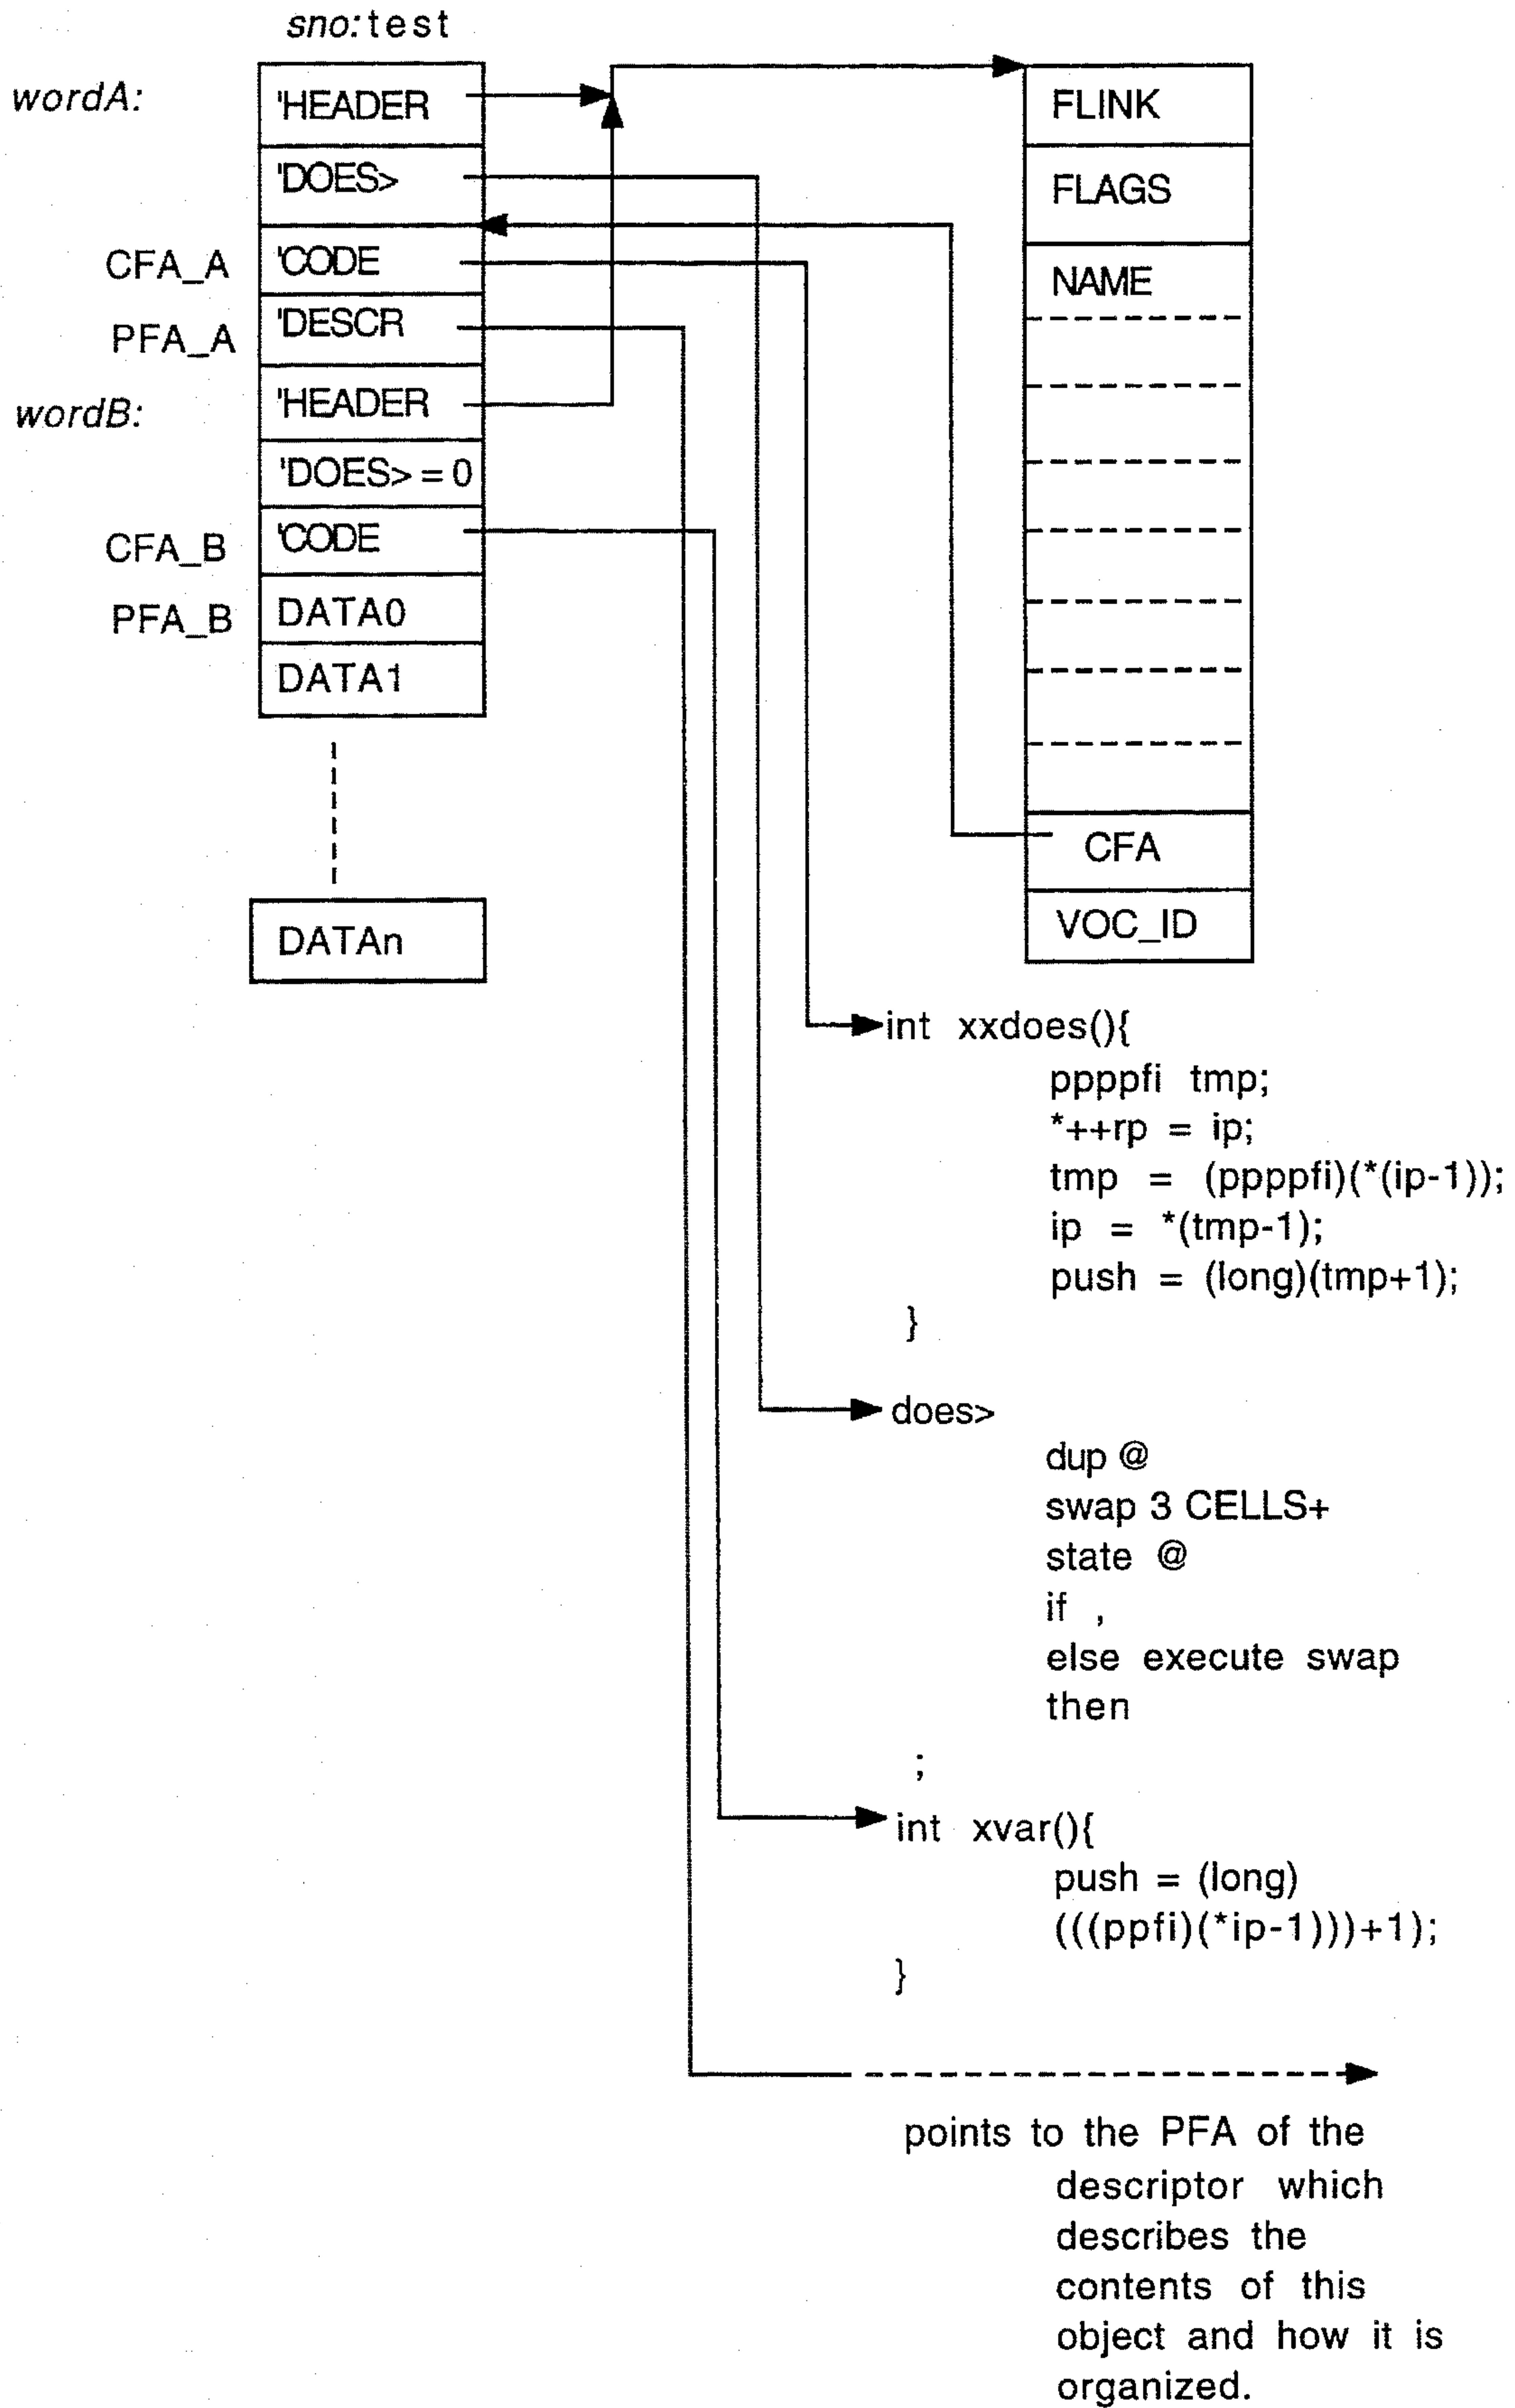 sno:test
wordA:
'HEADER
'DOES>
CFA_A
'CODE
PFA_A
'DESCR
wordB:
'HEADER
'DOES> = 0
CFA_B
'CODE
PFA_B
DATA0
DATA1
DATAn
FLINK
FLAGS
NAME
CFA
VOC_ID
int xxdoes(){
ppppfi tmp;
*++rp = ip;
tmp = (ppppfi)(*(ip-1));
ip = *(tmp-1);
push = (long)(tmp+1);
}
does>
dup @
swap 3 CELLS+
state @
if ,
else execute swap
then
;
int xvar(){
push = (long)
(((ppfi)(*ip-1)))+1);
}
points to the PFA of the
descriptor which
describes the
contents of this
object and how it is
organized.